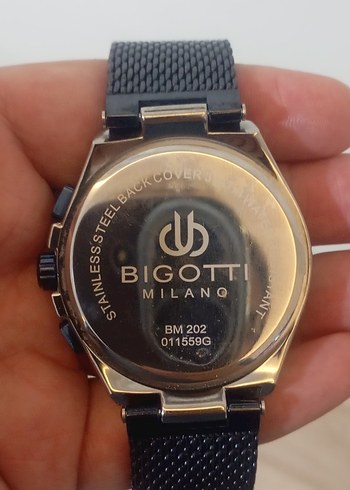 STAINLESS STEEL BACK COVER
BIGOTTI
MILANO
BM 202
011559G